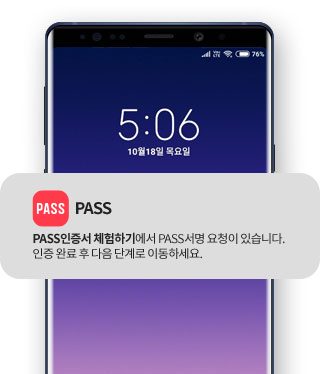 VoLTE 76%
5:06
10월18일 목요일
PASS PASS
PASS인증서 체험하기에서 PASS서명 요청이 있습니다.
인증 완료 후 다음 단계로 이동하세요.